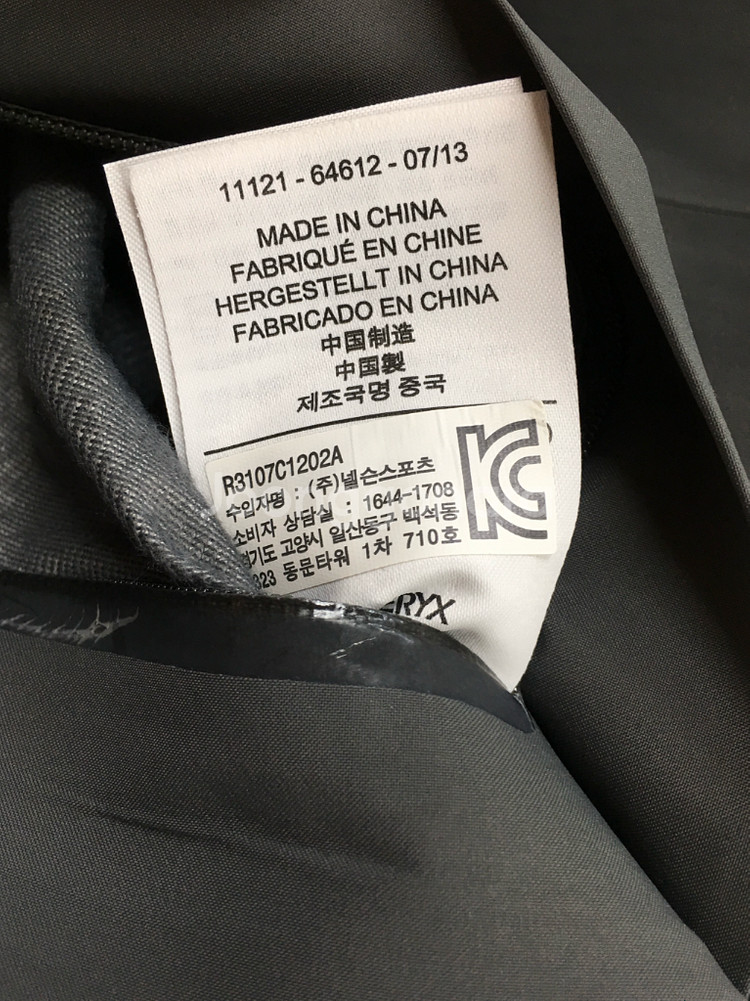 11121 - 64612 - 07/13
MADE IN CHINA
FABRIQUÉ EN CHINE
HERGESTELLT IN CHINA
FABRICADO EN CHINA
中国制造
中国製
제조국명 중국
R3107C1202A
수입자명 : (주)넬슨스포츠
소비자 상담실 : 1644-1708
경기도 고양시 일산동구 백석동
1323 동문타워 1차 710호
ERYX